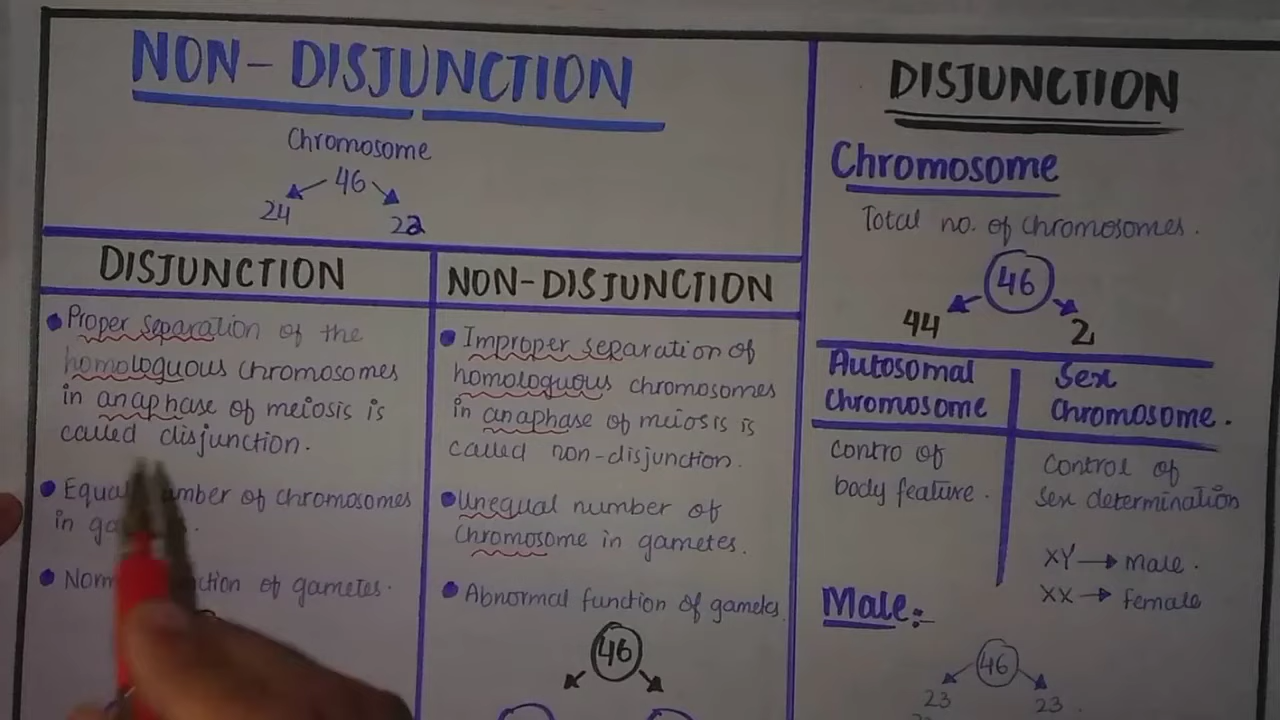 NON-DISJUNCTION
Chromosome
46
24 22
DISJUNCTION
Proper separation of the
homologuous chromosomes
in anaphase of meiosis is
called disjunction.
of chromosomes
in
of gametes.
NON-DISJUNCTION
Improper separation of
homologuous chromosomes
in anaphase of meiosis is
called non-disjunction.
Unequal number of
Chromosome in gametes.
Abnormal function of gametes
46
DISJUNCTION
Chromosome
Total no. of chromosomes.
46
44 2
Autosomal
Chromosome
contro of
body feature.
Sex
Chromosome.
Control of
Sex determination
XY → male.
XX → female
Male:-
46
23 23